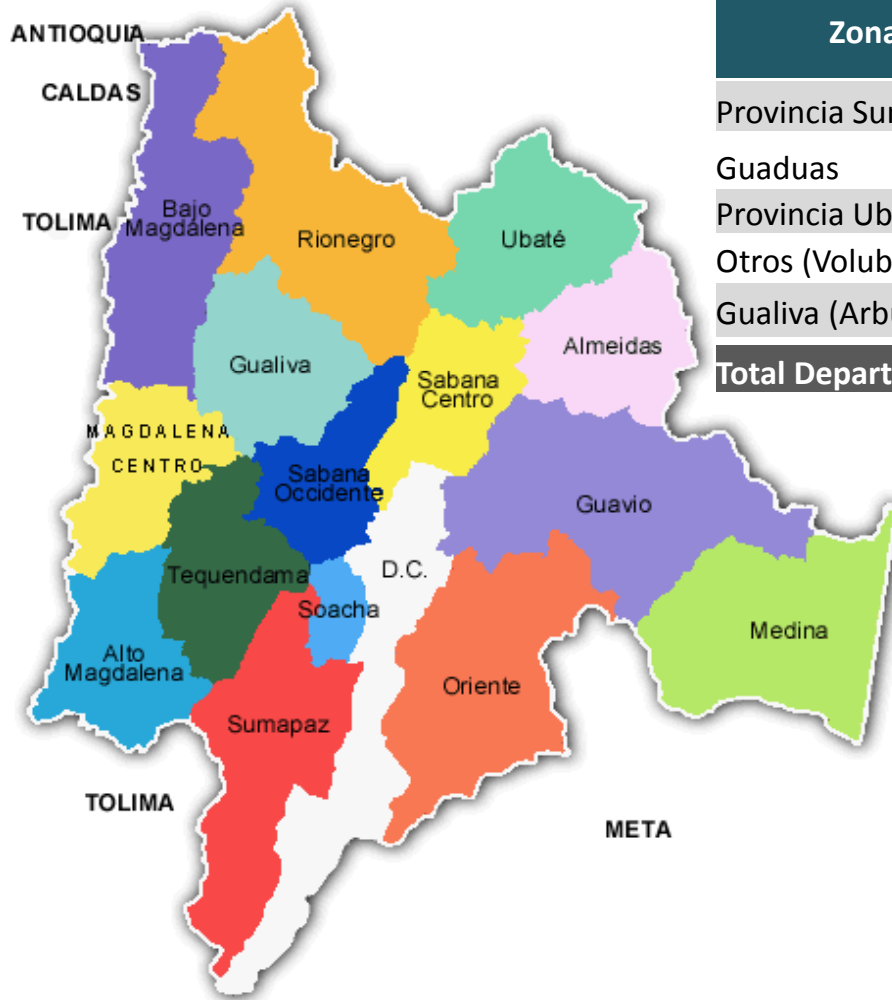 ANTIOQUIA
CALDAS
TOLIMA
Bajo
Magdálena
Rionegro
Ubaté
Gualiva
Almeidas
Sabana
Centro
MAGDALENA
CENTRO
Sabana
Occidente
Guavio
Tequendama
D.C.
Soacha
Medina
Alto
Magdalena
Oriente
Sumapaz
TOLIMA
META
Zona
Provincia Sur
Guaduas
Provincia Ub
Otros (Volub
Gualiva (Arbu
Total Depart